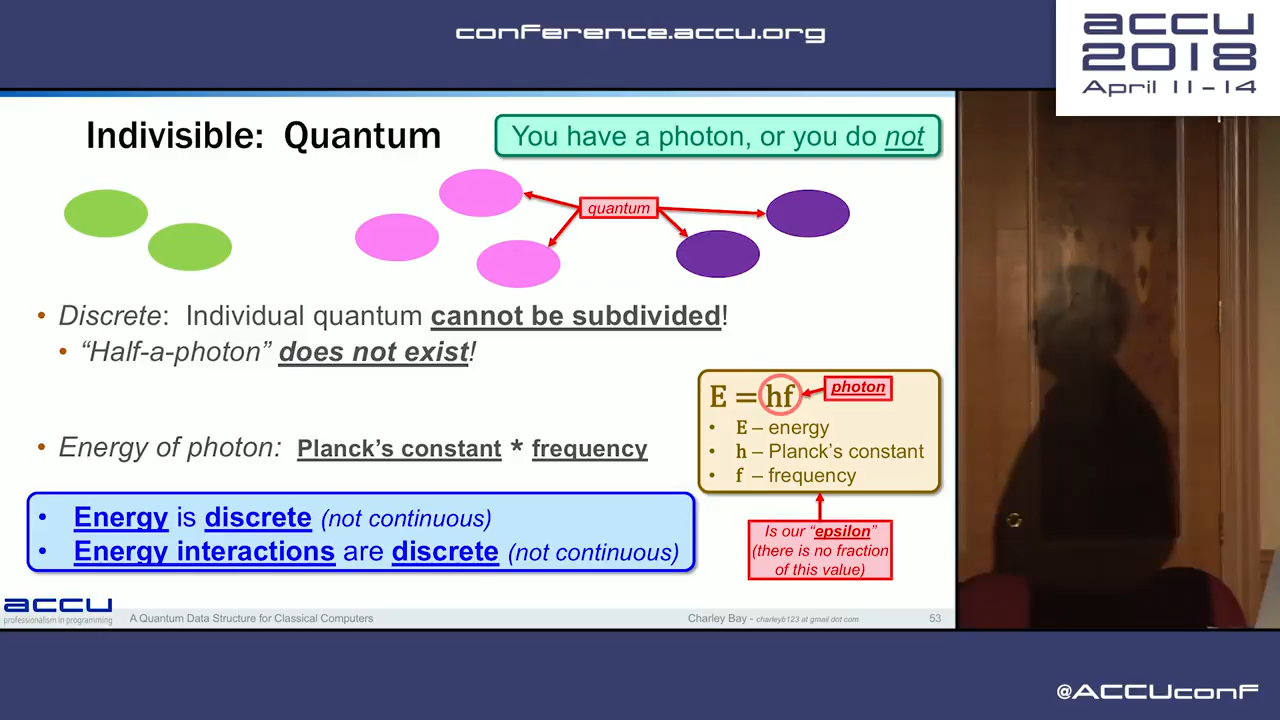 conference.accu.org
accu
2018
April 11-14
Indivisible: Quantum
You have a photon, or you do not
quantum
• Discrete: Individual quantum cannot be subdivided!
• “Half-a-photon” does not exist!
E = hf
photon
• E – energy
• h – Planck’s constant
• f – frequency
• Energy of photon: Planck’s constant * frequency
• Energy is discrete (not continuous)
• Energy interactions are discrete (not continuous)
Is our “epsilon”
(there is no fraction
of this value)
accu
professionalism in programming
A Quantum Data Structure for Classical Computers
Charley Bay - charleyb123 at gmail dot com
53
@ACCUconf